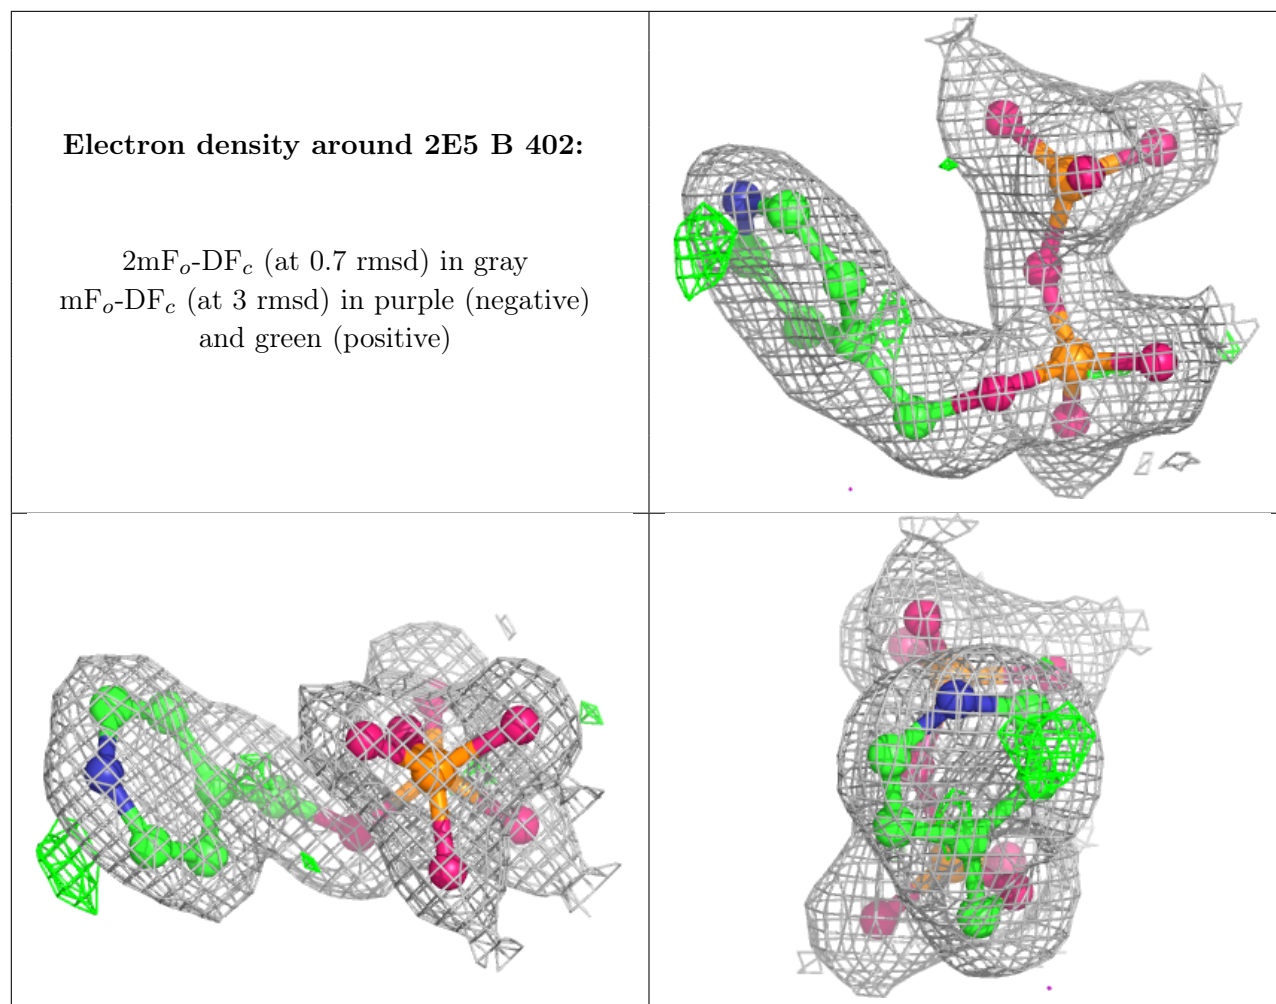 Electron density around 2E5 B 402:
2mFo-DFc (at 0.7 rmsd) in gray
mFo-DFc (at 3 rmsd) in purple (negative)
and green (positive)